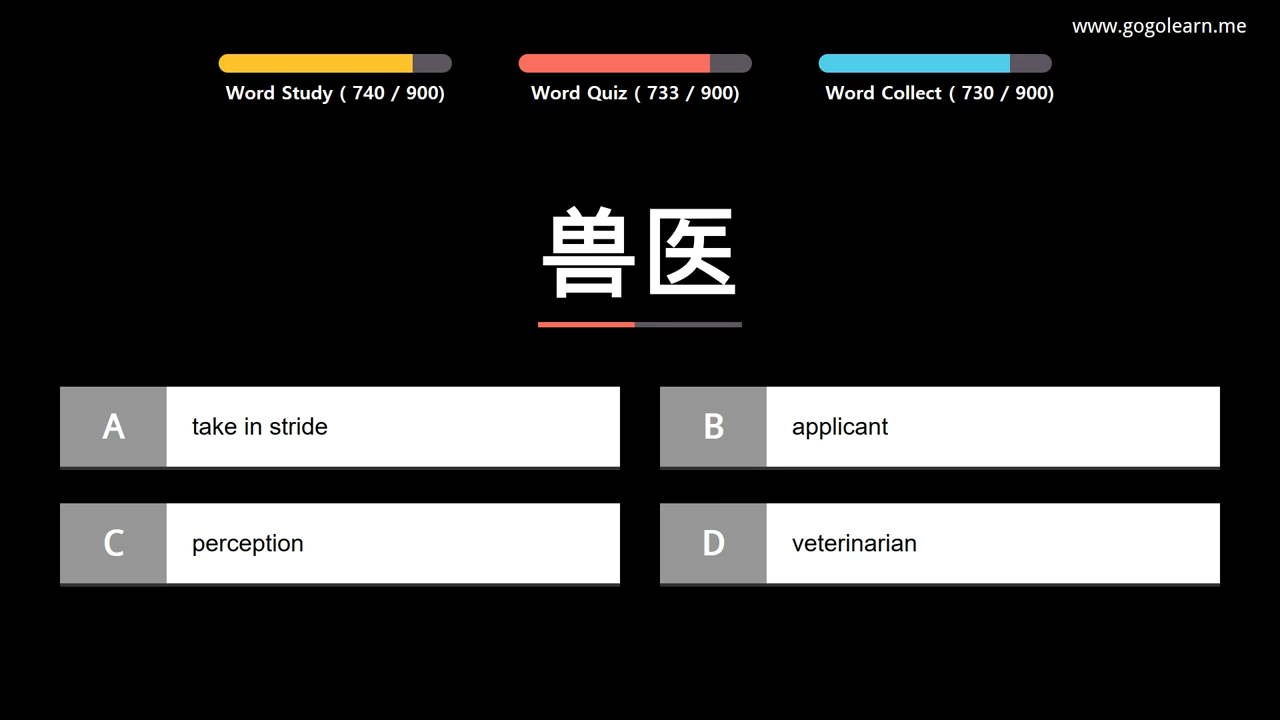 www.gogolearn.me
Word Study ( 740 / 900)
Word Quiz ( 733 / 900)
Word Collect ( 730 / 900)
兽医
A take in stride
B applicant
C perception
D veterinarian